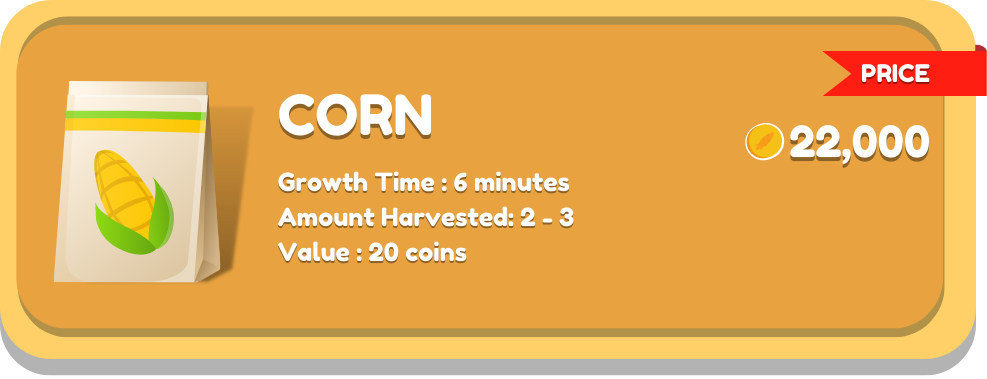 PRICE
CORN
22,000
Growth Time : 6 minutes
Amount Harvested: 2 - 3
Value : 20 coins